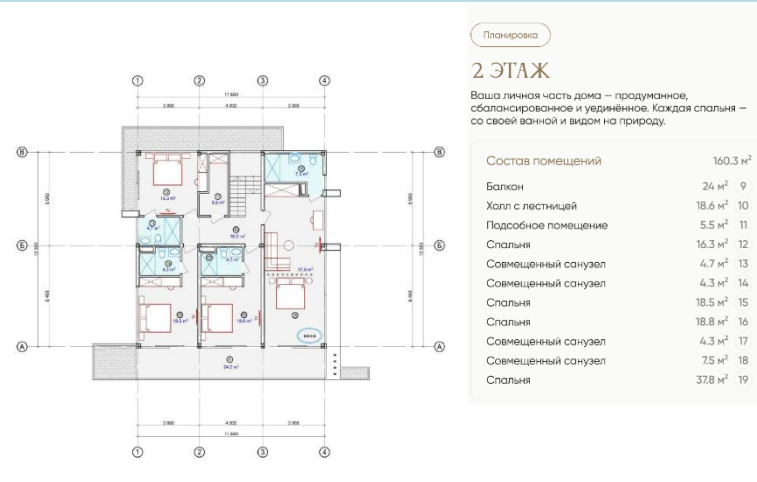 Планировка
2 ЭТАЖ
Ваша личная часть дома — продуманное,
сбалансированное и уединённое. Каждая спальня —
со своей ванной и видом на природу.
Состав помещений 160.3 м²
Балкон 24 м² 9
Холл с лестницей 18.6 м² 10
Подсобное помещение 5.5 м² 11
Спальня 16.3 м² 12
Совмещенный санузел 4.7 м² 13
Совмещенный санузел 4.3 м² 14
Спальня 18.5 м² 15
Спальня 18.8 м² 16
Совмещенный санузел 4.3 м² 17
Совмещенный санузел 7.5 м² 18
Спальня 37.8 м² 19
1 2 3 4
В В
Б Б
А А
24.0 м²
4 000
1 2 3 4